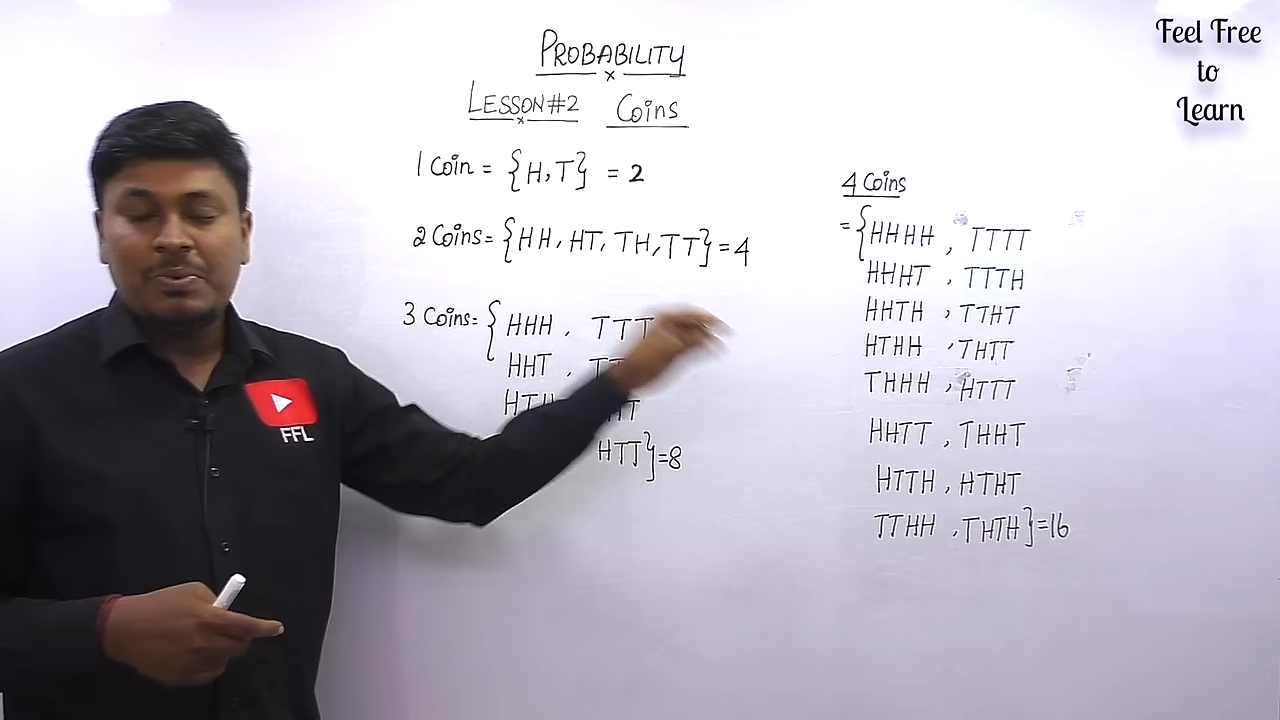 Feel Free
to
Learn
PROBABILITY
LESSON#2 Coins
1 Coin = {H,T} = 2
2 Coins = {HH, HT, TH, TT} = 4
3 Coins = { HHH , TTT
HHT ,
HTH
HTT} = 8
4 Coins
= {HHHH , TTTT
HHHT , TTTH
HHTH , TTHT
HTHH , THTT
THHH , HTTT
HHTT , THHT
HTTH , HTHT
TTHH , THTH} = 16
FFL